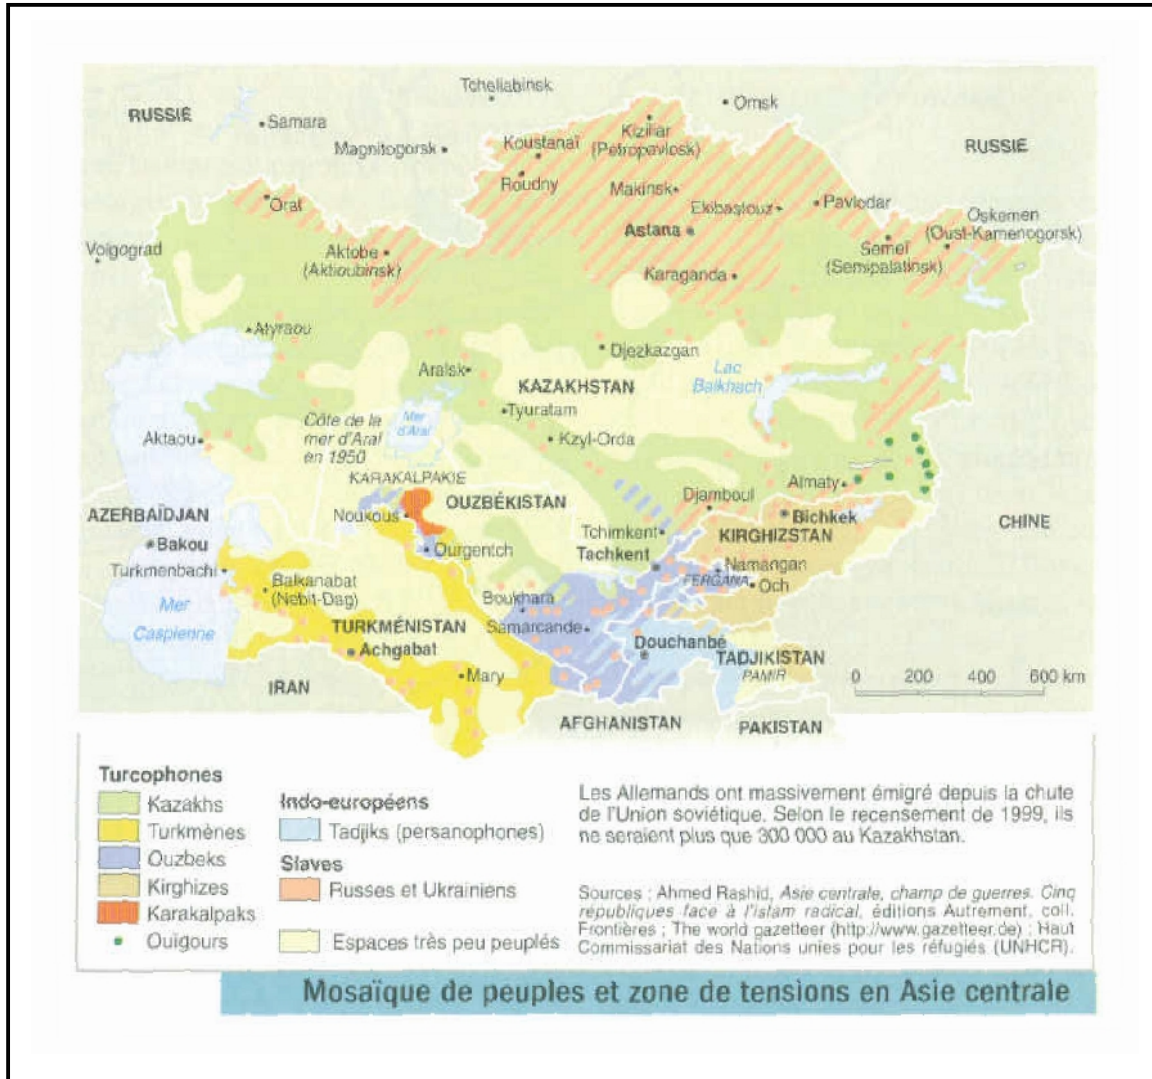 Tcheliabinsk
Omsk
RUSSIE
Samara
Magnitogorsk
Koustanaï
Kiziliar
(Petropavlosk)
RUSSIE
Roudny
Makinsk
Ekibastouz
Pavlodar
Oral
Astana
Oskemen
(Oust-Kamenogorsk)
Volgograd
Aktobe
(Aktioubinsk)
Semeï
(Semipalatinsk)
Karaganda
Atyraou
Djezkazgan
Aralsk
KAZAKHSTAN
Lac
Balkhach
Tyuratam
Côte de la
mer d'Aral
en 1950
Mer
d'Aral
Aktaou
Kzyl-Orda
KARAKALPAKIE
OUZBÉKISTAN
Djamboul
Almaty
AZERBAÏDJAN
Noukous
Bichkek
CHINE
Bakou
Ourgentch
Tchimkent
KIRGHIZSTAN
Tachkent
Turkmenbachi
Namangan
FERGANA
Och
Balkanabat
(Nebit-Dag)
Boukhara
Mer
Caspienne
TURKMÉNISTAN
Samarcande
Achgabat
Douchanbe
TADJIKISTAN
PAMIR
Mary
IRAN
0 200 400 600 km
AFGHANISTAN
PAKISTAN
Turcophones
Kazakhs
Turkmènes
Ouzbeks
Kirghizes
Karakalpaks
Ouïgours
Indo-européens
Tadjiks (persanophones)
Slaves
Russes et Ukrainiens
Espaces très peu peuplés
Les Allemands ont massivement émigré depuis la chute
de l'Union soviétique. Selon le recensement de 1999, ils
ne seraient plus que 300 000 au Kazakhstan.
Sources : Ahmed Rashid, Asie centrale, champ de guerres. Cinq
républiques face à l'islam radical, éditions Autrement, coll.
Frontières ; The world gazetteer (http://www.gazetteer.de) ; Haut
Commissariat des Nations unies pour les réfugiés (UNHCR).
Mosaïque de peuples et zone de tensions en Asie centrale